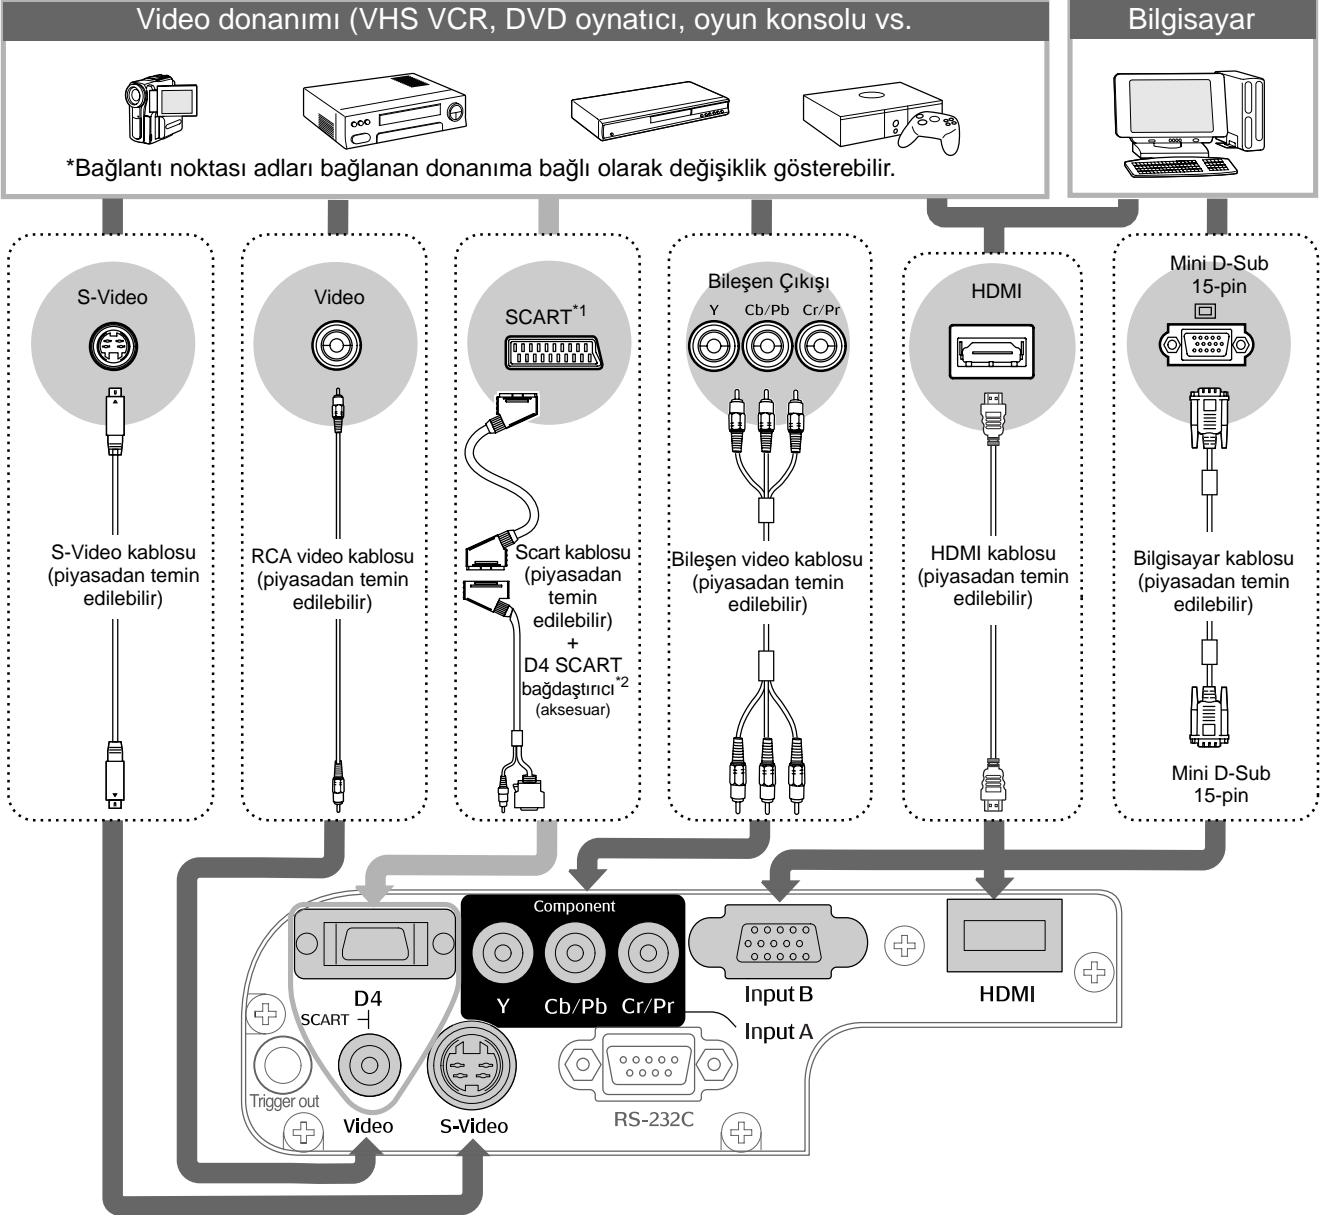 Video donanımı (VHS VCR, DVD oynatıcı, oyun konsolu vs.
Bilgisayar
*Bağlantı noktası adları bağlanan donanıma bağlı olarak değişiklik gösterebilir.
S-Video
Video
SCART*1
Bileşen Çıkışı
Y Cb/Pb Cr/Pr
HDMI
Mini D-Sub
15-pin
S-Video kablosu
(piyasadan temin
edilebilir)
RCA video kablosu
(piyasadan temin
edilebilir)
Scart kablosu
(piyasadan
temin
edilebilir)
+
D4 SCART
bağdaştırıcı*2
(aksesuar)
Bileşen video kablosu
(piyasadan temin
edilebilir)
HDMI kablosu
(piyasadan temin
edilebilir)
Bilgisayar kablosu
(piyasadan temin
edilebilir)
Mini D-Sub
15-pin
Component
Y Cb/Pb Cr/Pr
D4
SCART
Input B
Input A
HDMI
Trigger out
Video
S-Video
RS-232C